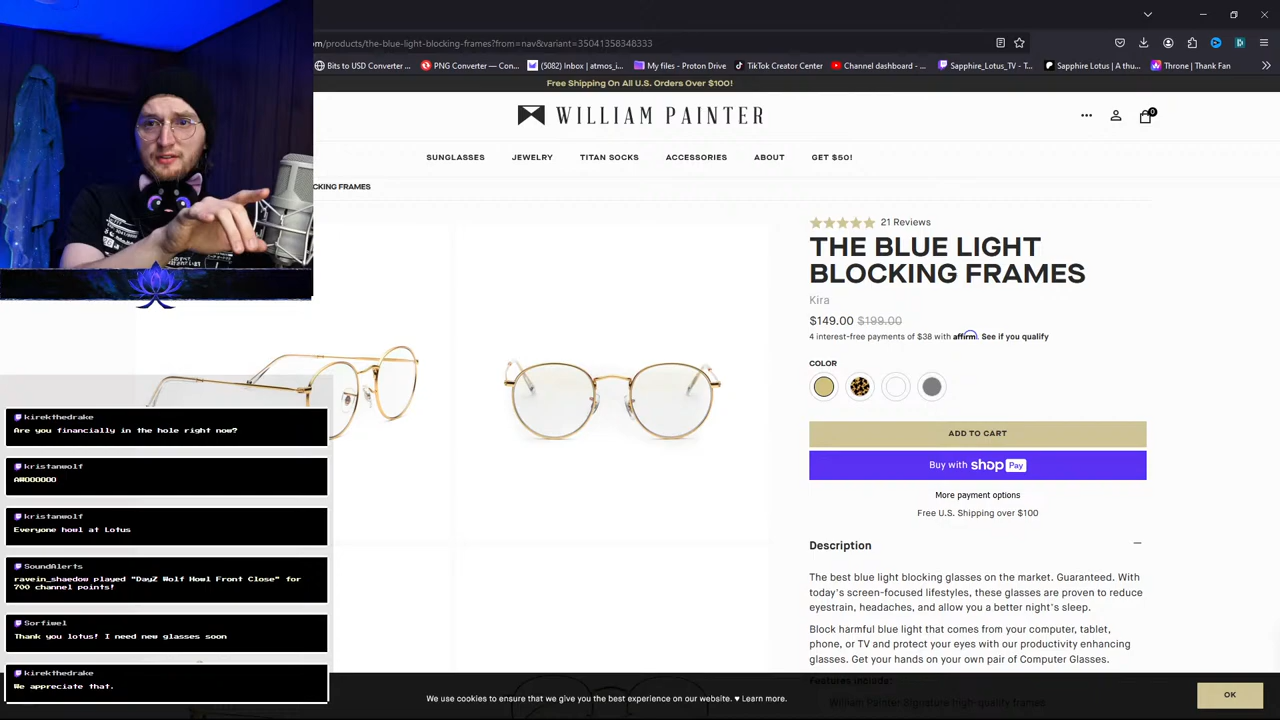 om/products/the-blue-light-blocking-frames?from=nav&variant=35041358348333
Bits to USD Converter ...
PNG Converter — Con...
(5082) Inbox | atmos_i...
My files - Proton Drive
TikTok Creator Center
Channel dashboard - ...
Sapphire_Lotus_TV - T...
Sapphire Lotus | A thu...
Throne | Thank Fan
Free Shipping On All U.S. Orders Over $100!
WILLIAM PAINTER
0
SUNGLASSES
JEWELRY
TITAN SOCKS
ACCESSORIES
ABOUT
GET $50!
CKING FRAMES
21 Reviews
THE BLUE LIGHT
BLOCKING FRAMES
Kira
$149.00 $199.00
4 interest-free payments of $38 with affirm. See if you qualify
COLOR
ADD TO CART
Buy with shop Pay
More payment options
Free U.S. Shipping over $100
Description
The best blue light blocking glasses on the market. Guaranteed. With
today's screen-focused lifestyles, these glasses are proven to reduce
eyestrain, headaches, and allow you a better night's sleep.
Block harmful blue light that comes from your computer, tablet,
phone, or TV and protect your eyes with our productivity enhancing
glasses. Get your hands on your own pair of Computer Glasses.
Features include:
William Painter Signature high-quality frames
kirekthedrake
Are you financially in the hole right now?
kristanwolf
AWOOOOOO
kristanwolf
Everyone howl at Lotus
SoundAlerts
ravein_shaedow played "DayZ Wolf Howl Front Close" for
700 channel points!
Sorfiwel
Thank you lotus! I need new glasses soon
kirekthedrake
We appreciate that.
We use cookies to ensure that we give you the best experience on our website. ♥ Learn more.
OK